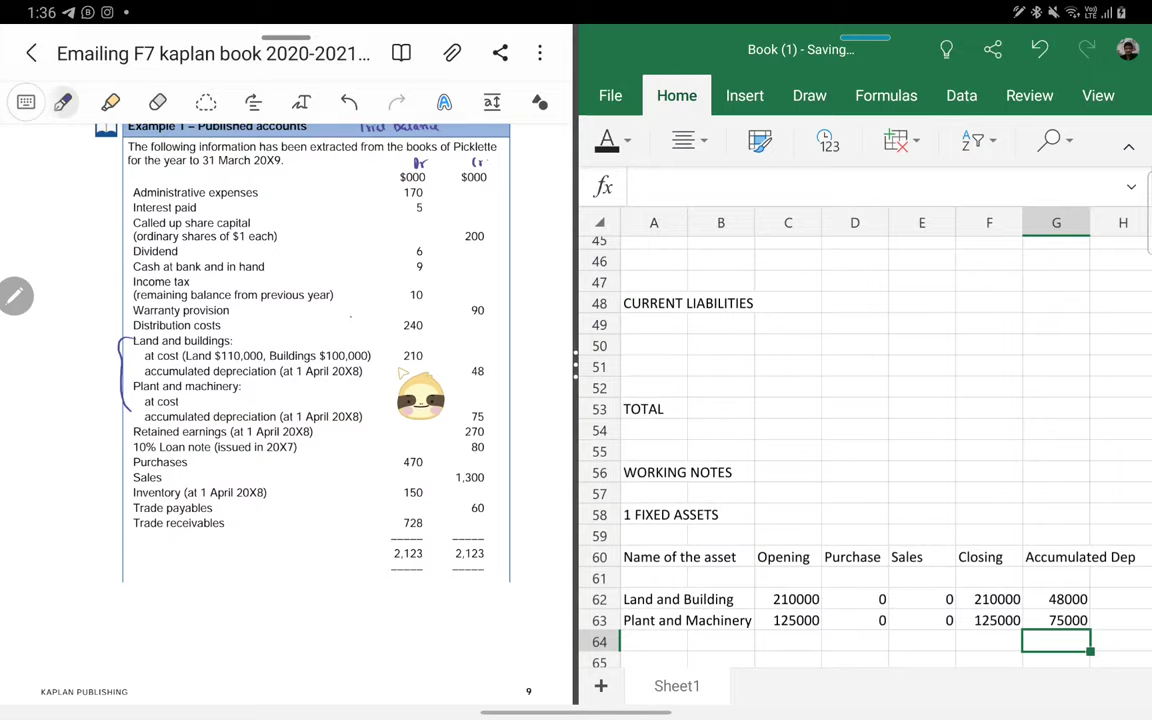 1:36
Emailing F7 kaplan book 2020-2021...
Example 1 – Published accounts
Trial Balance
The following information has been extracted from the books of Picklette
for the year to 31 March 20X9.
Dr Cr
$000 $000
Administrative expenses 170
Interest paid 5
Called up share capital
(ordinary shares of $1 each) 200
Dividend 6
Cash at bank and in hand 9
Income tax
(remaining balance from previous year) 10
Warranty provision 90
Distribution costs 240
Land and buildings:
at cost (Land $110,000, Buildings $100,000) 210
accumulated depreciation (at 1 April 20X8) 48
Plant and machinery:
at cost
accumulated depreciation (at 1 April 20X8) 75
Retained earnings (at 1 April 20X8) 270
10% Loan note (issued in 20X7) 80
Purchases 470
Sales 1,300
Inventory (at 1 April 20X8) 150
Trade payables 60
Trade receivables 728
2,123 2,123
KAPLAN PUBLISHING 9
Book (1) - Saving...
File Home Insert Draw Formulas Data Review View
A 123
fx
A B C D E F G H
45
46
47
48 CURRENT LIABILITIES
49
50
51
52
53 TOTAL
54
55
56 WORKING NOTES
57
58 1 FIXED ASSETS
59
60 Name of the asset Opening Purchase Sales Closing Accumulated Dep
61
62 Land and Building 210000 0 0 210000 48000
63 Plant and Machinery 125000 0 0 125000 75000
64
65
Sheet1